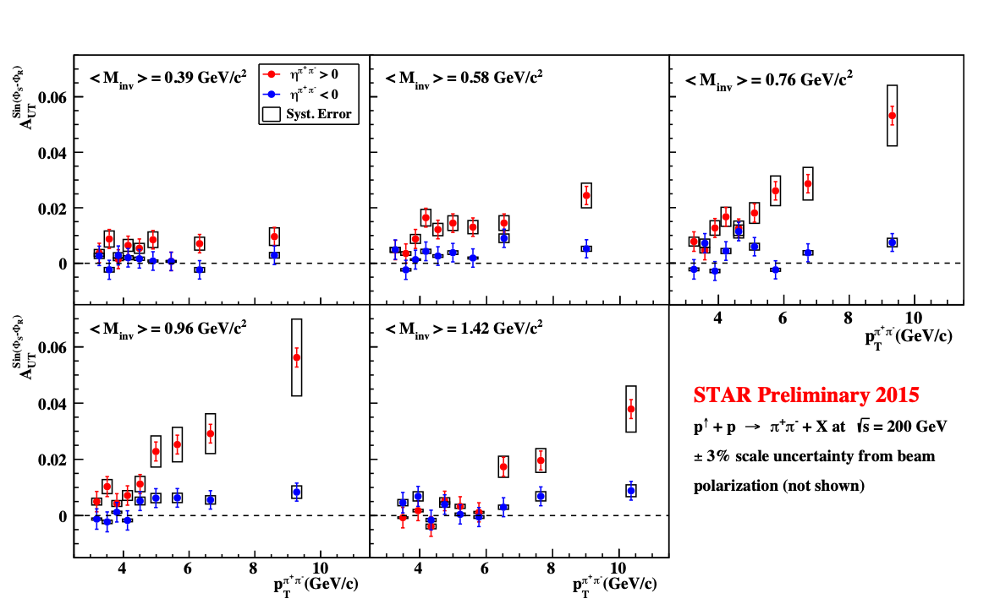 < M_inv > = 0.39 GeV/c²
η^π⁺π⁻ > 0
η^π⁺π⁻ < 0
Syst. Error
A_UT^Sin(Φ_S-Φ_R)
0.06
0.04
0.02
0
< M_inv > = 0.58 GeV/c²
< M_inv > = 0.76 GeV/c²
4 6 8 10
p_T^π⁺π⁻(GeV/c)
< M_inv > = 0.96 GeV/c²
A_UT^Sin(Φ_S-Φ_R)
0.06
0.04
0.02
0
4 6 8 10
p_T^π⁺π⁻(GeV/c)
< M_inv > = 1.42 GeV/c²
4 6 8 10
p_T^π⁺π⁻(GeV/c)
STAR Preliminary 2015
p↑ + p → π⁺π⁻ + X at √s = 200 GeV
± 3% scale uncertainty from beam
polarization (not shown)